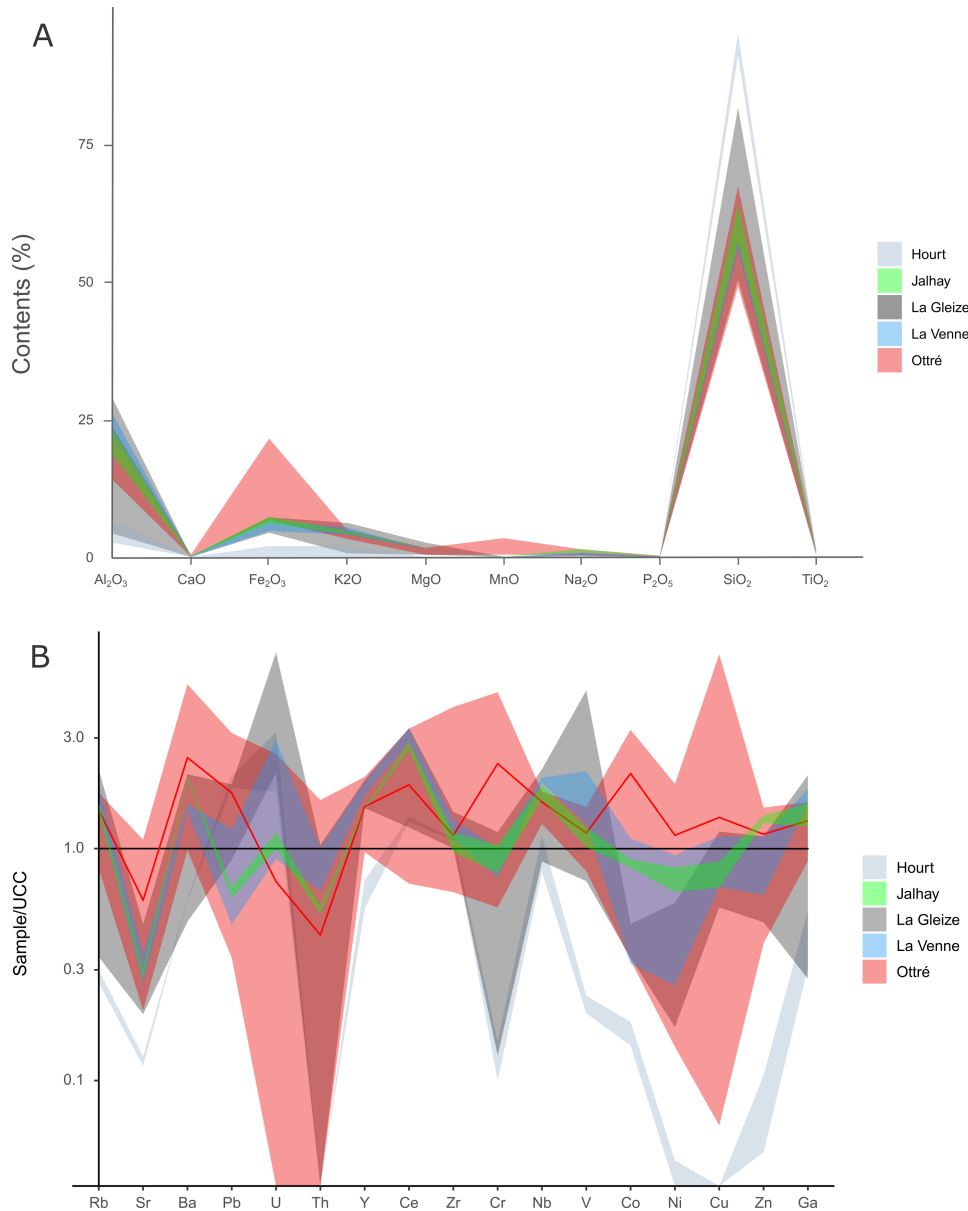 A
Contents (%)
75
50
25
0
Al₂O₃ CaO Fe₂O₃ K2O MgO MnO Na₂O P₂O₅ SiO₂ TiO₂
Hourt
Jalhay
La Gleize
La Venne
Ottré
B
Sample/UCC
3.0
1.0
0.3
0.1
Rb Sr Ba Pb U Th Y Ce Zr Cr Nb V Co Ni Cu Zn Ga
Hourt
Jalhay
La Gleize
La Venne
Ottré